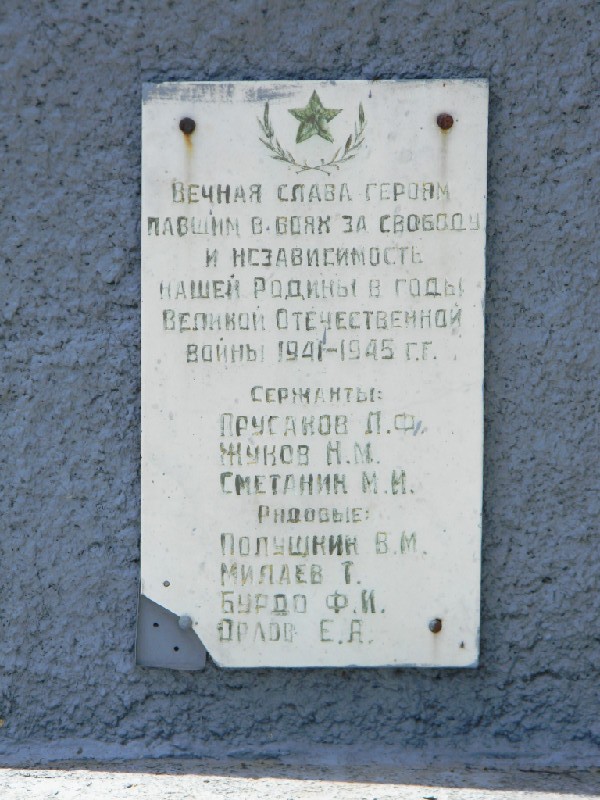 Вечная слава героям
павшим в боях за свободу
и независимость
нашей Родины в годы
Великой Отечественной
войны 1941-1945 г.г.
Сержанты:
Прусаков Л.Ф.
Жуков Н.М.
Сметанин М.И.
Рядовые:
Полушкин В.М.
Милаев Т.
Бурдо Ф.И.
Орлов Е.А.